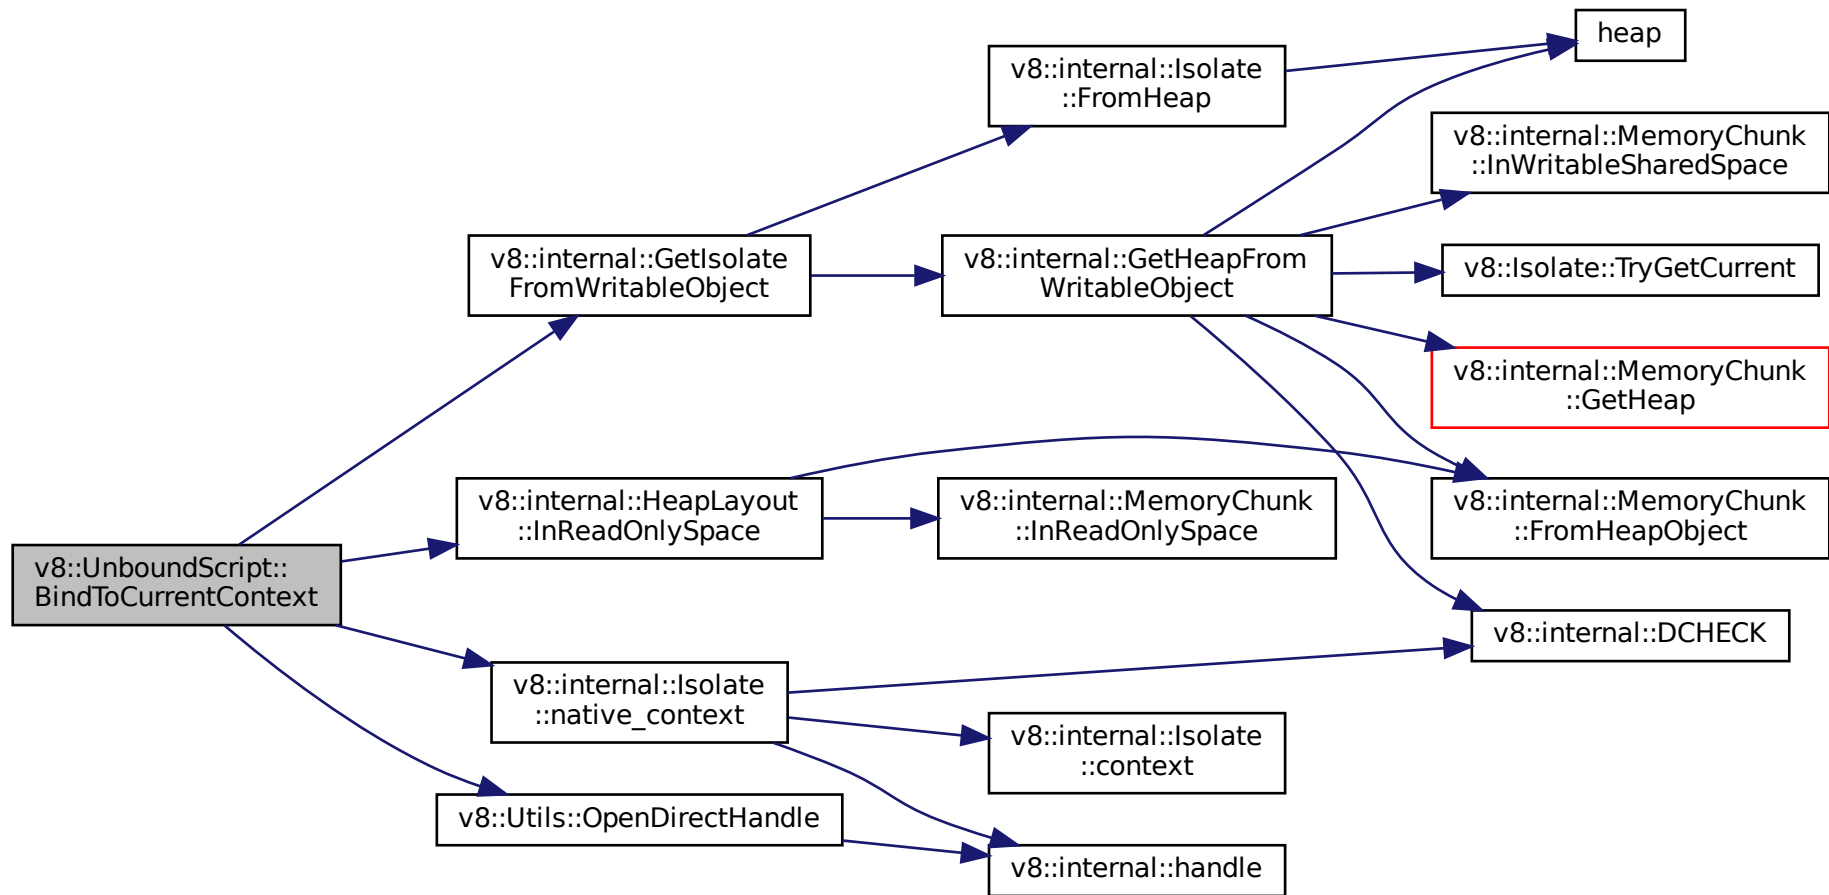 heap
v8::internal::Isolate
::FromHeap
v8::internal::MemoryChunk
::InWritableSharedSpace
v8::internal::GetIsolate
FromWritableObject
v8::internal::GetHeapFrom
WritableObject
v8::Isolate::TryGetCurrent
v8::internal::MemoryChunk
::GetHeap
v8::internal::HeapLayout
::InReadOnlySpace
v8::internal::MemoryChunk
::InReadOnlySpace
v8::internal::MemoryChunk
::FromHeapObject
v8::UnboundScript::
BindToCurrentContext
v8::internal::DCHECK
v8::internal::Isolate
::native_context
v8::internal::Isolate
::context
v8::Utils::OpenDirectHandle
v8::internal::handle